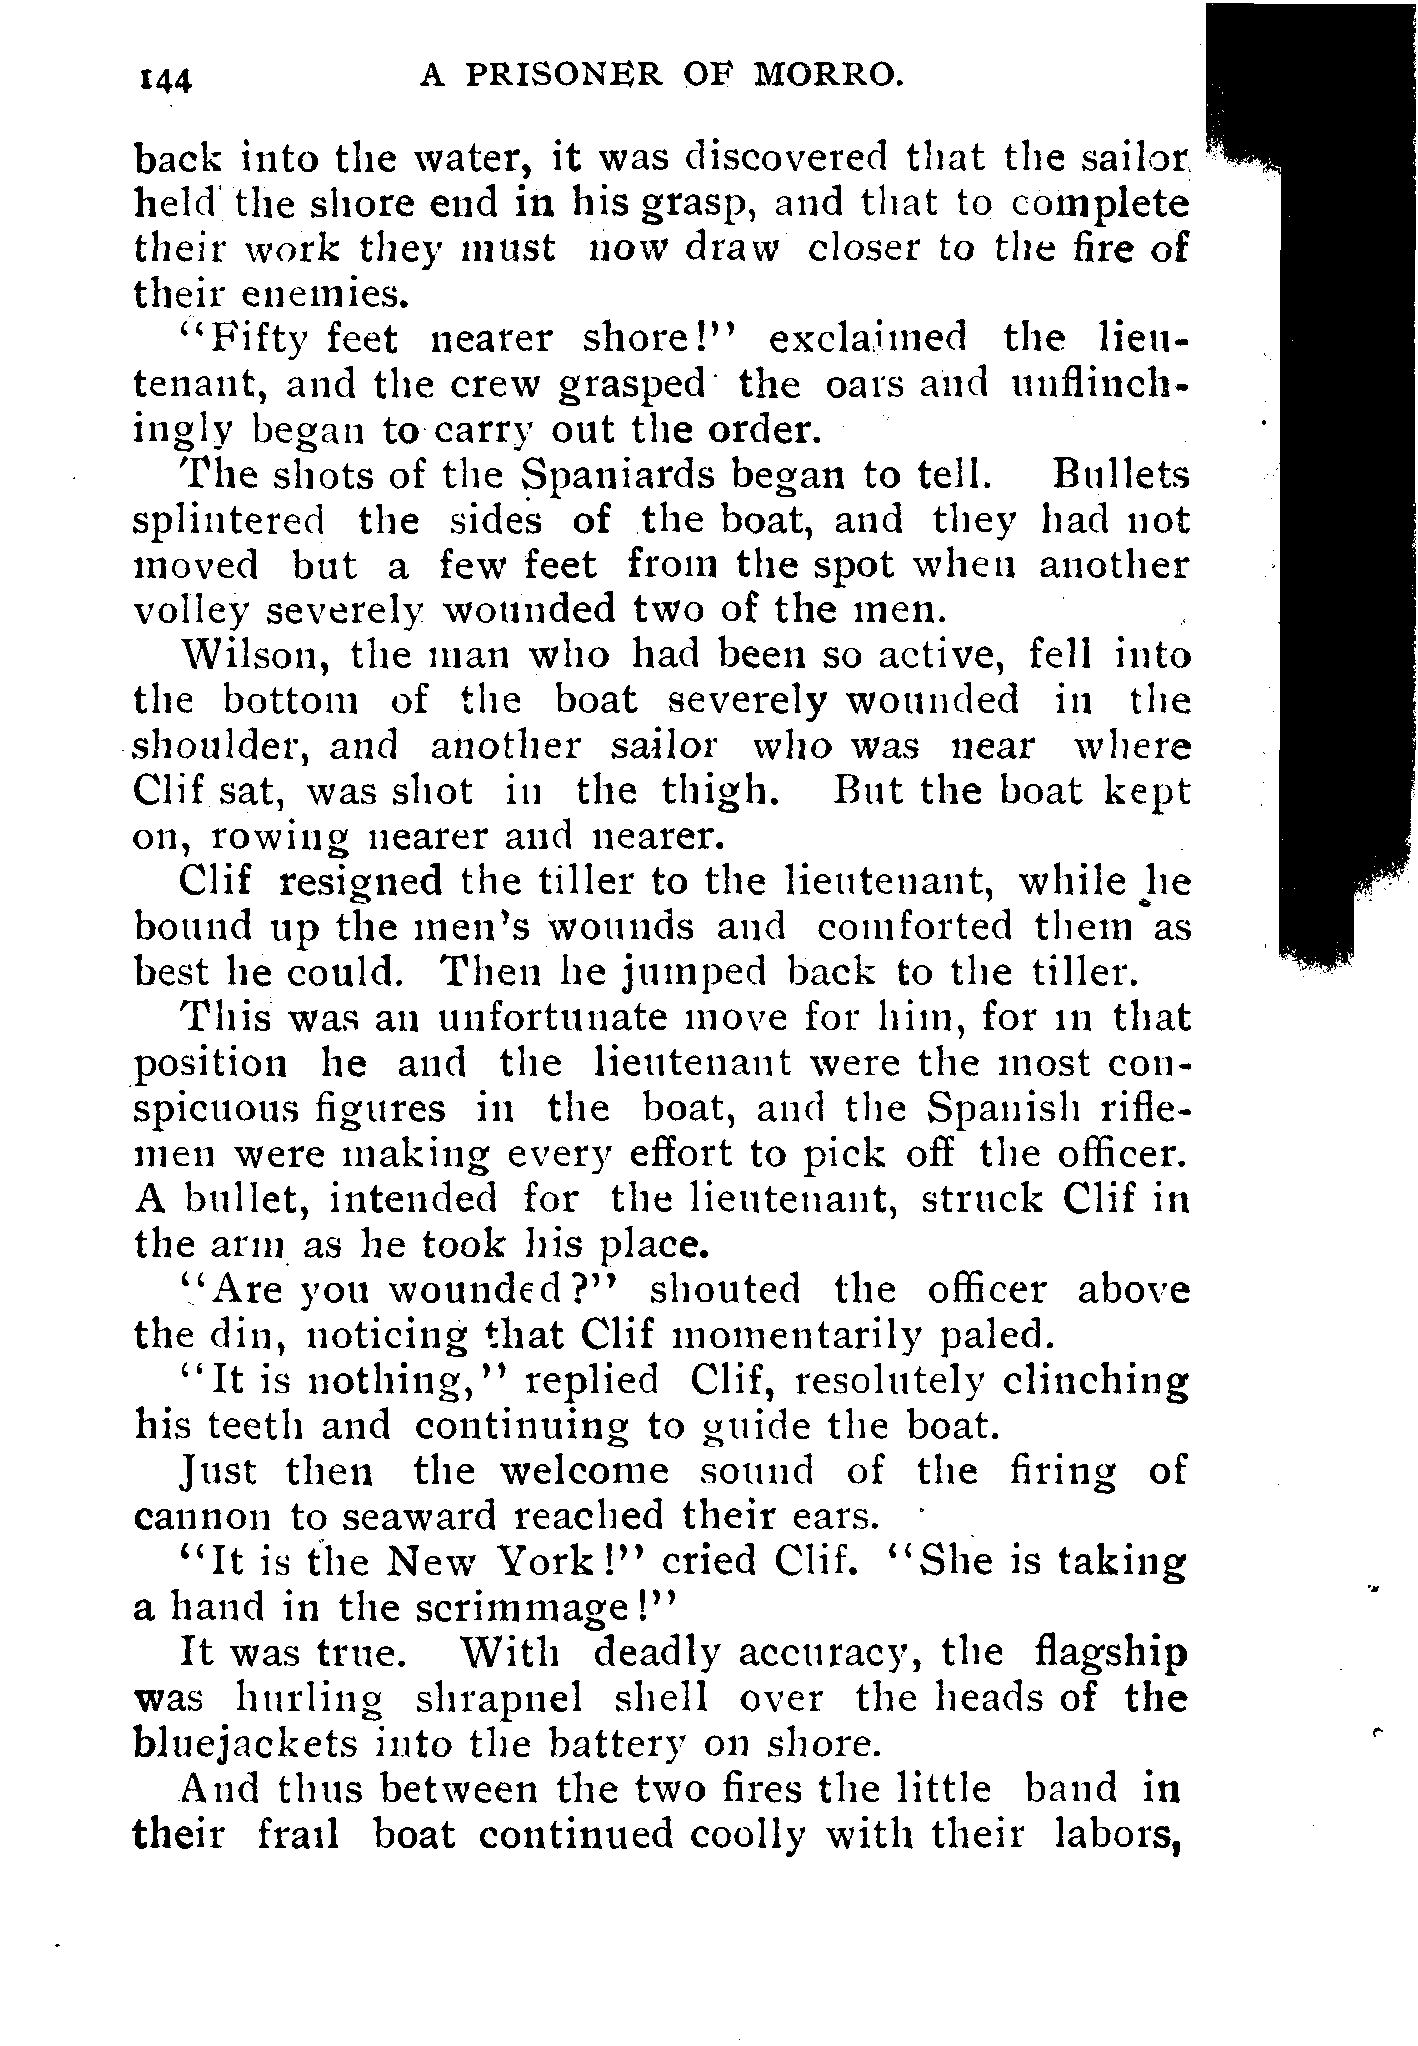 144 A PRISONER OF MORRO.
back into the water, it was discovered that the sailor
held the shore end in his grasp, and that to complete
their work they must now draw closer to the fire of
their enemies.
"Fifty feet nearer shore!" exclaimed the lieu-
tenant, and the crew grasped the oars and unflinch-
ingly began to carry out the order.
The shots of the Spaniards began to tell. Bullets
splintered the sides of the boat, and they had not
moved but a few feet from the spot when another
volley severely wounded two of the men.
Wilson, the man who had been so active, fell into
the bottom of the boat severely wounded in the
shoulder, and another sailor who was near where
Clif sat, was shot in the thigh. But the boat kept
on, rowing nearer and nearer.
Clif resigned the tiller to the lieutenant, while he
bound up the men's wounds and comforted them as
best he could. Then he jumped back to the tiller.
This was an unfortunate move for him, for in that
position he and the lieutenant were the most con-
spicuous figures in the boat, and the Spanish rifle-
men were making every effort to pick off the officer.
A bullet, intended for the lieutenant, struck Clif in
the arm as he took his place.
"Are you wounded?" shouted the officer above
the din, noticing that Clif momentarily paled.
"It is nothing," replied Clif, resolutely clinching
his teeth and continuing to guide the boat.
Just then the welcome sound of the firing of
cannon to seaward reached their ears.
"It is the New York!" cried Clif. "She is taking
a hand in the scrimmage!"
It was true. With deadly accuracy, the flagship
was hurling shrapnel shell over the heads of the
bluejackets into the battery on shore.
And thus between the two fires the little band in
their frail boat continued coolly with their labors,